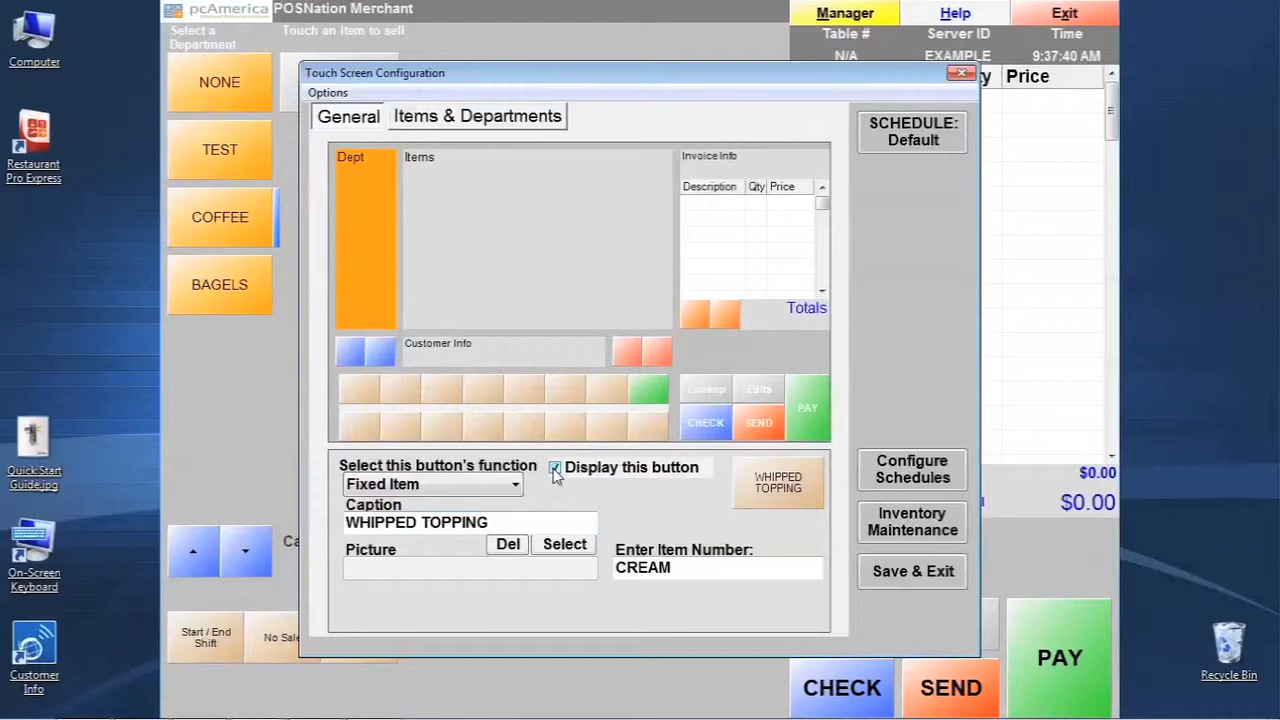 Computer
Restaurant
Pro Express
Quick Start
Guide.jpg
On-Screen
Keyboard
Customer
Info
Recycle Bin
pcAmerica
POSNation Merchant
Select a
Department
Touch an Item to sell
Manager
Help
Exit
Table #
Server ID
Time
N/A
EXAMPLE
9:37:40 AM
Price
NONE
TEST
COFFEE
BAGELS
Touch Screen Configuration
Options
General
Items & Departments
SCHEDULE:
Default
Dept
Items
Invoice Info
Description
Qty
Price
Totals
Customer Info
Lookup
Edits
PAY
CHECK
SEND
Select this button's function
Display this button
Fixed Item
Caption
WHIPPED TOPPING
Picture
Del
Select
WHIPPED
TOPPING
Enter Item Number:
CREAM
Configure
Schedules
Inventory
Maintenance
Save & Exit
$0.00
$0.00
Start / End
Shift
No Sale
CHECK
SEND
PAY